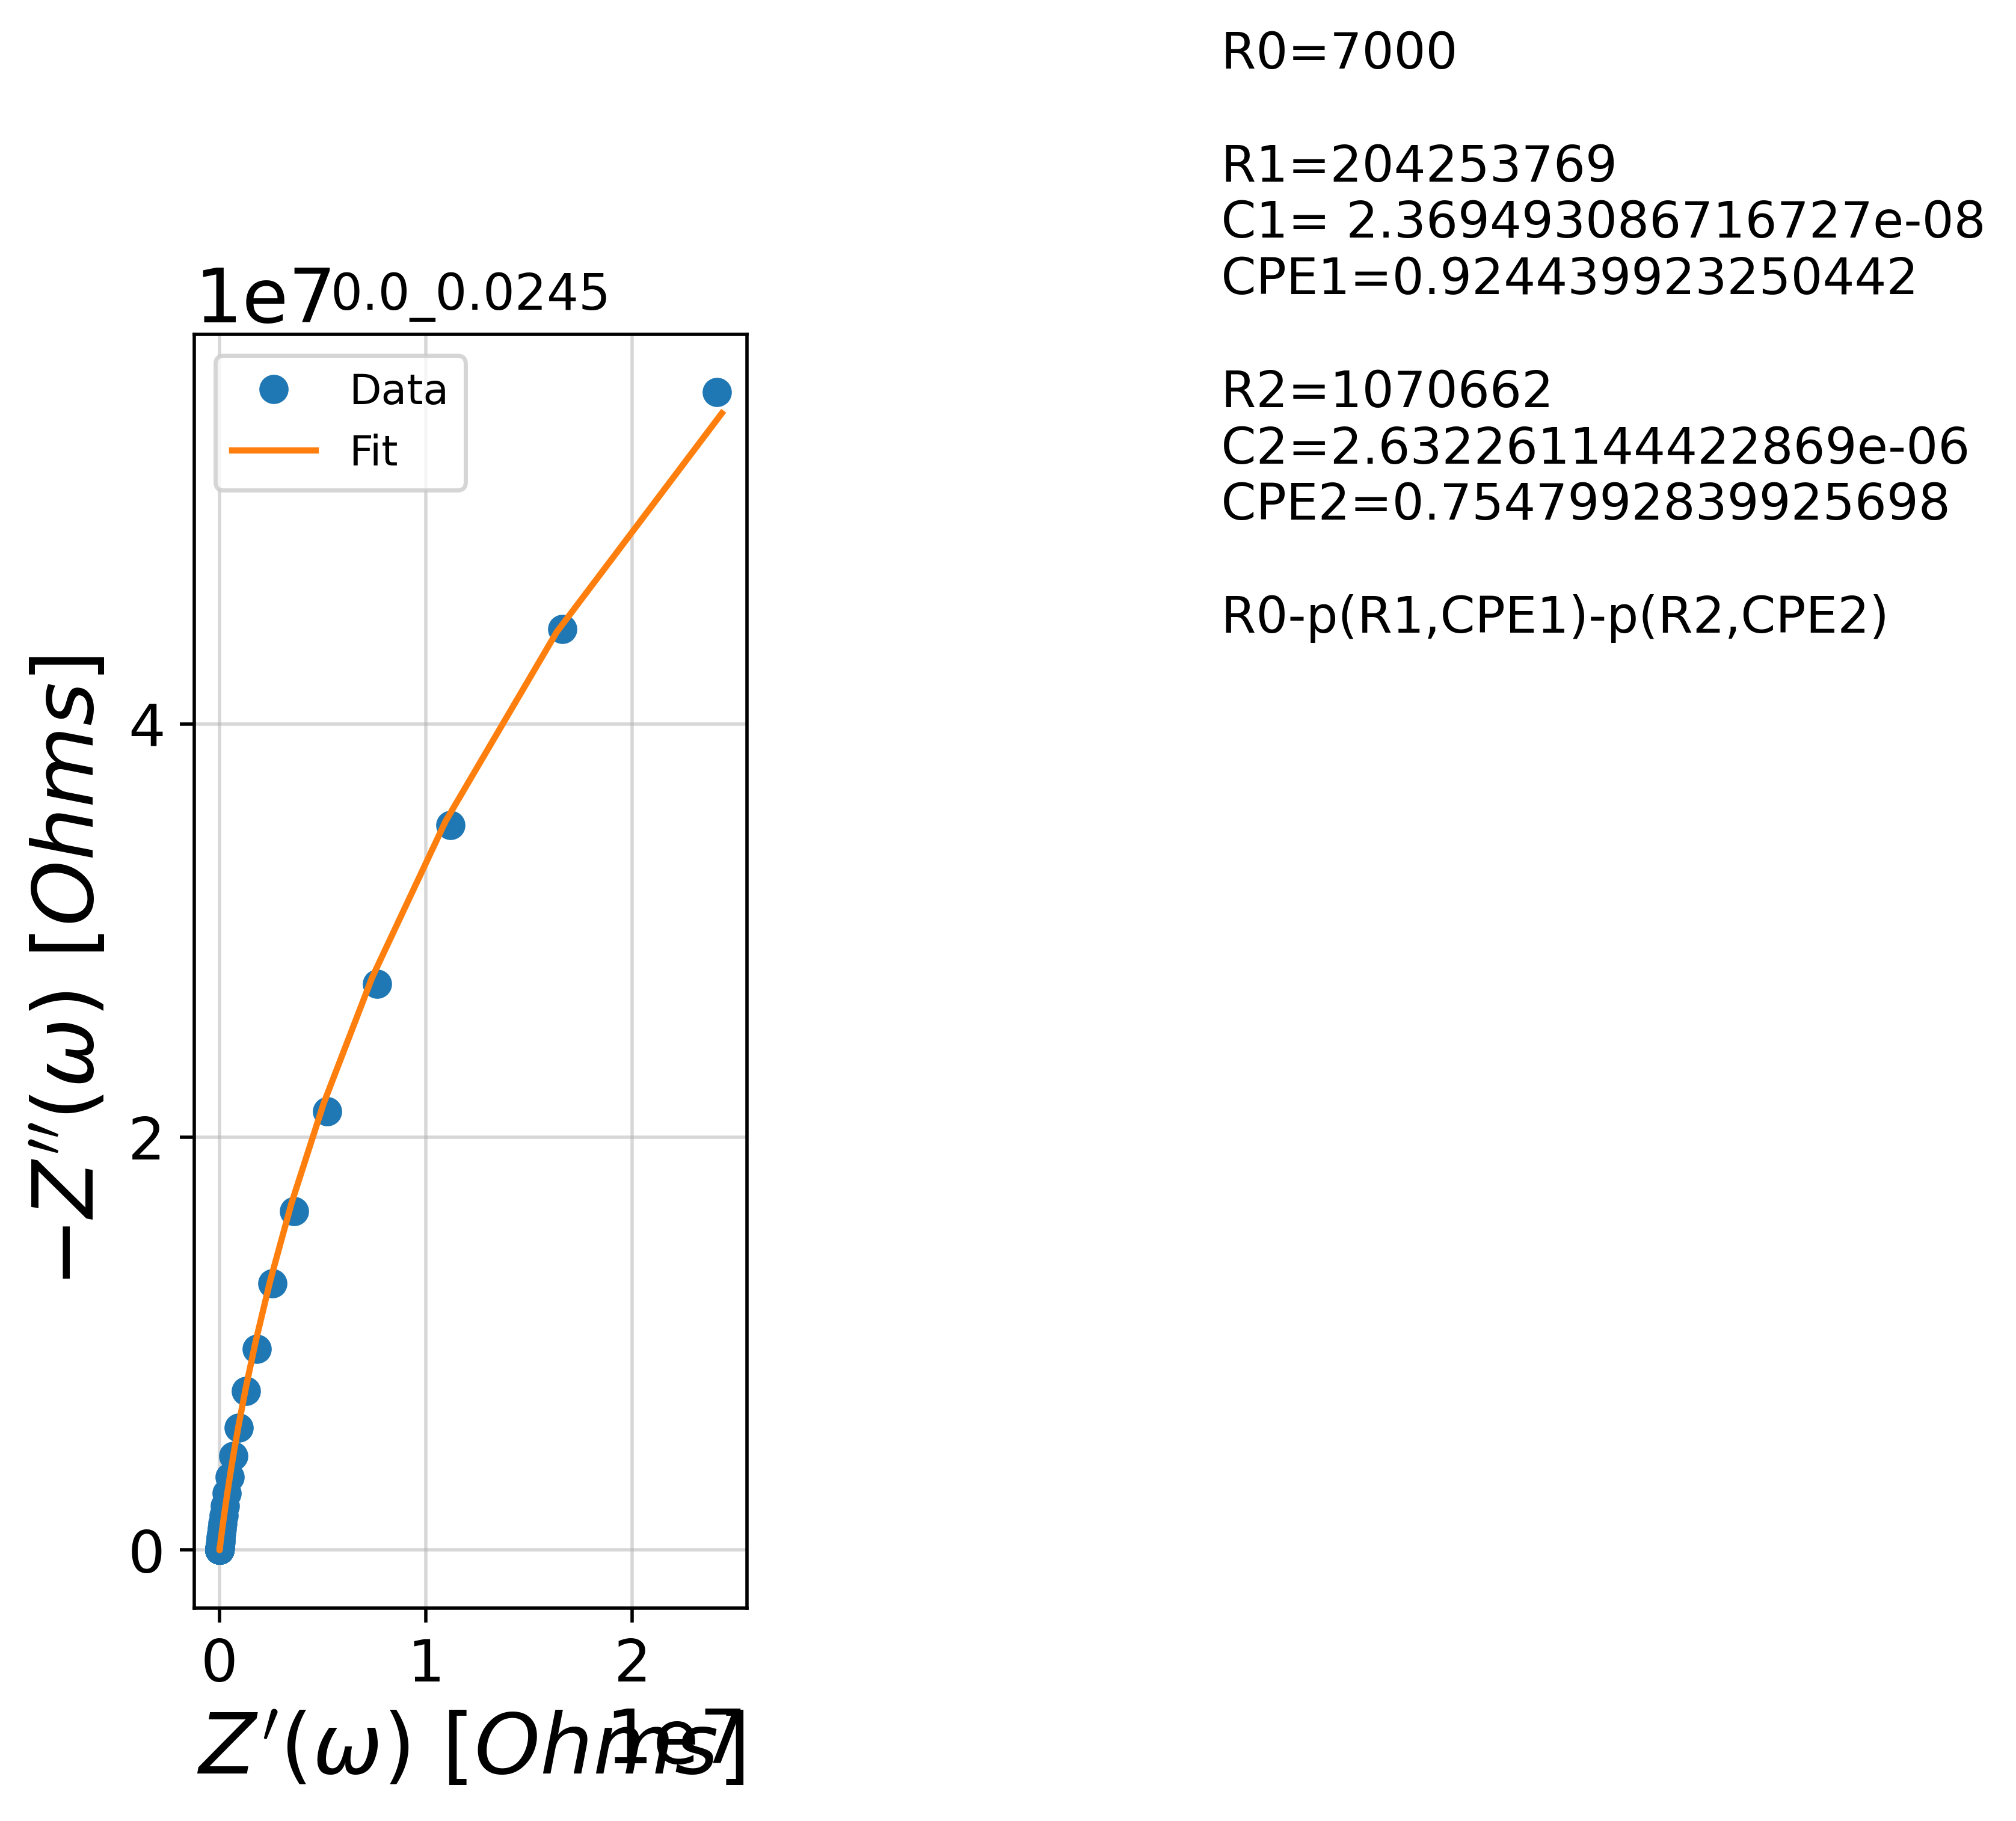 R0=7000
R1=204253769
C1= 2.369493086716727e-08
CPE1=0.924439923250442
R2=1070662
C2=2.6322611444422869e-06
CPE2=0.7547992839925698
R0-p(R1,CPE1)-p(R2,CPE2)
1e7
0.0_0.0245
Data
Fit
4
2
0
−Z″(ω) [Ohms]
0 1 2
Z′(ω) [Ohms]
1e7